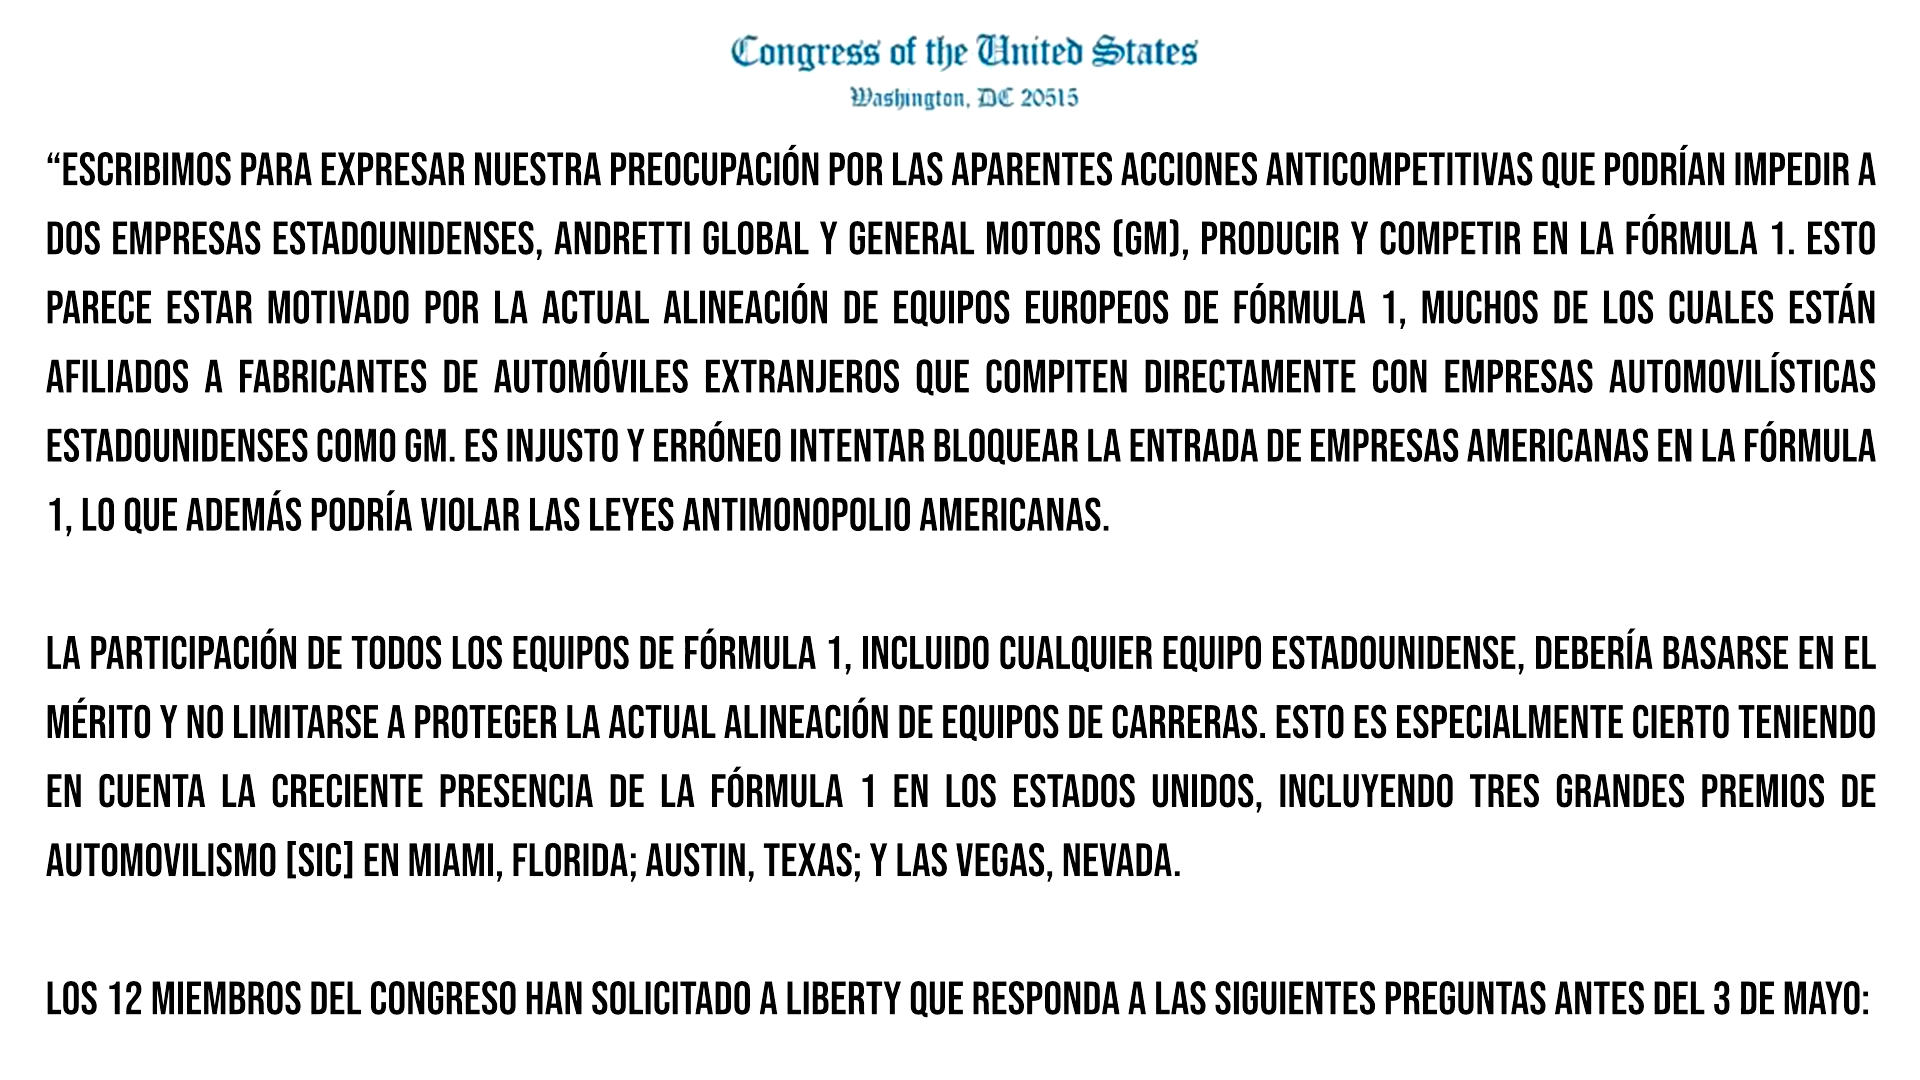 Congress of the United States
Washington, DC 20515
“ESCRIBIMOS PARA EXPRESAR NUESTRA PREOCUPACIÓN POR LAS APARENTES ACCIONES ANTICOMPETITIVAS QUE PODRÍAN IMPEDIR A
DOS EMPRESAS ESTADOUNIDENSES, ANDRETTI GLOBAL Y GENERAL MOTORS (GM), PRODUCIR Y COMPETIR EN LA FÓRMULA 1. ESTO
PARECE ESTAR MOTIVADO POR LA ACTUAL ALINEACIÓN DE EQUIPOS EUROPEOS DE FÓRMULA 1, MUCHOS DE LOS CUALES ESTÁN
AFILIADOS A FABRICANTES DE AUTOMÓVILES EXTRANJEROS QUE COMPITEN DIRECTAMENTE CON EMPRESAS AUTOMOVILÍSTICAS
ESTADOUNIDENSES COMO GM. ES INJUSTO Y ERRÓNEO INTENTAR BLOQUEAR LA ENTRADA DE EMPRESAS AMERICANAS EN LA FÓRMULA
1, LO QUE ADEMÁS PODRÍA VIOLAR LAS LEYES ANTIMONOPOLIO AMERICANAS.
LA PARTICIPACIÓN DE TODOS LOS EQUIPOS DE FÓRMULA 1, INCLUIDO CUALQUIER EQUIPO ESTADOUNIDENSE, DEBERÍA BASARSE EN EL
MÉRITO Y NO LIMITARSE A PROTEGER LA ACTUAL ALINEACIÓN DE EQUIPOS DE CARRERAS. ESTO ES ESPECIALMENTE CIERTO TENIENDO
EN CUENTA LA CRECIENTE PRESENCIA DE LA FÓRMULA 1 EN LOS ESTADOS UNIDOS, INCLUYENDO TRES GRANDES PREMIOS DE
AUTOMOVILISMO [SIC] EN MIAMI, FLORIDA; AUSTIN, TEXAS; Y LAS VEGAS, NEVADA.
LOS 12 MIEMBROS DEL CONGRESO HAN SOLICITADO A LIBERTY QUE RESPONDA A LAS SIGUIENTES PREGUNTAS ANTES DEL 3 DE MAYO: